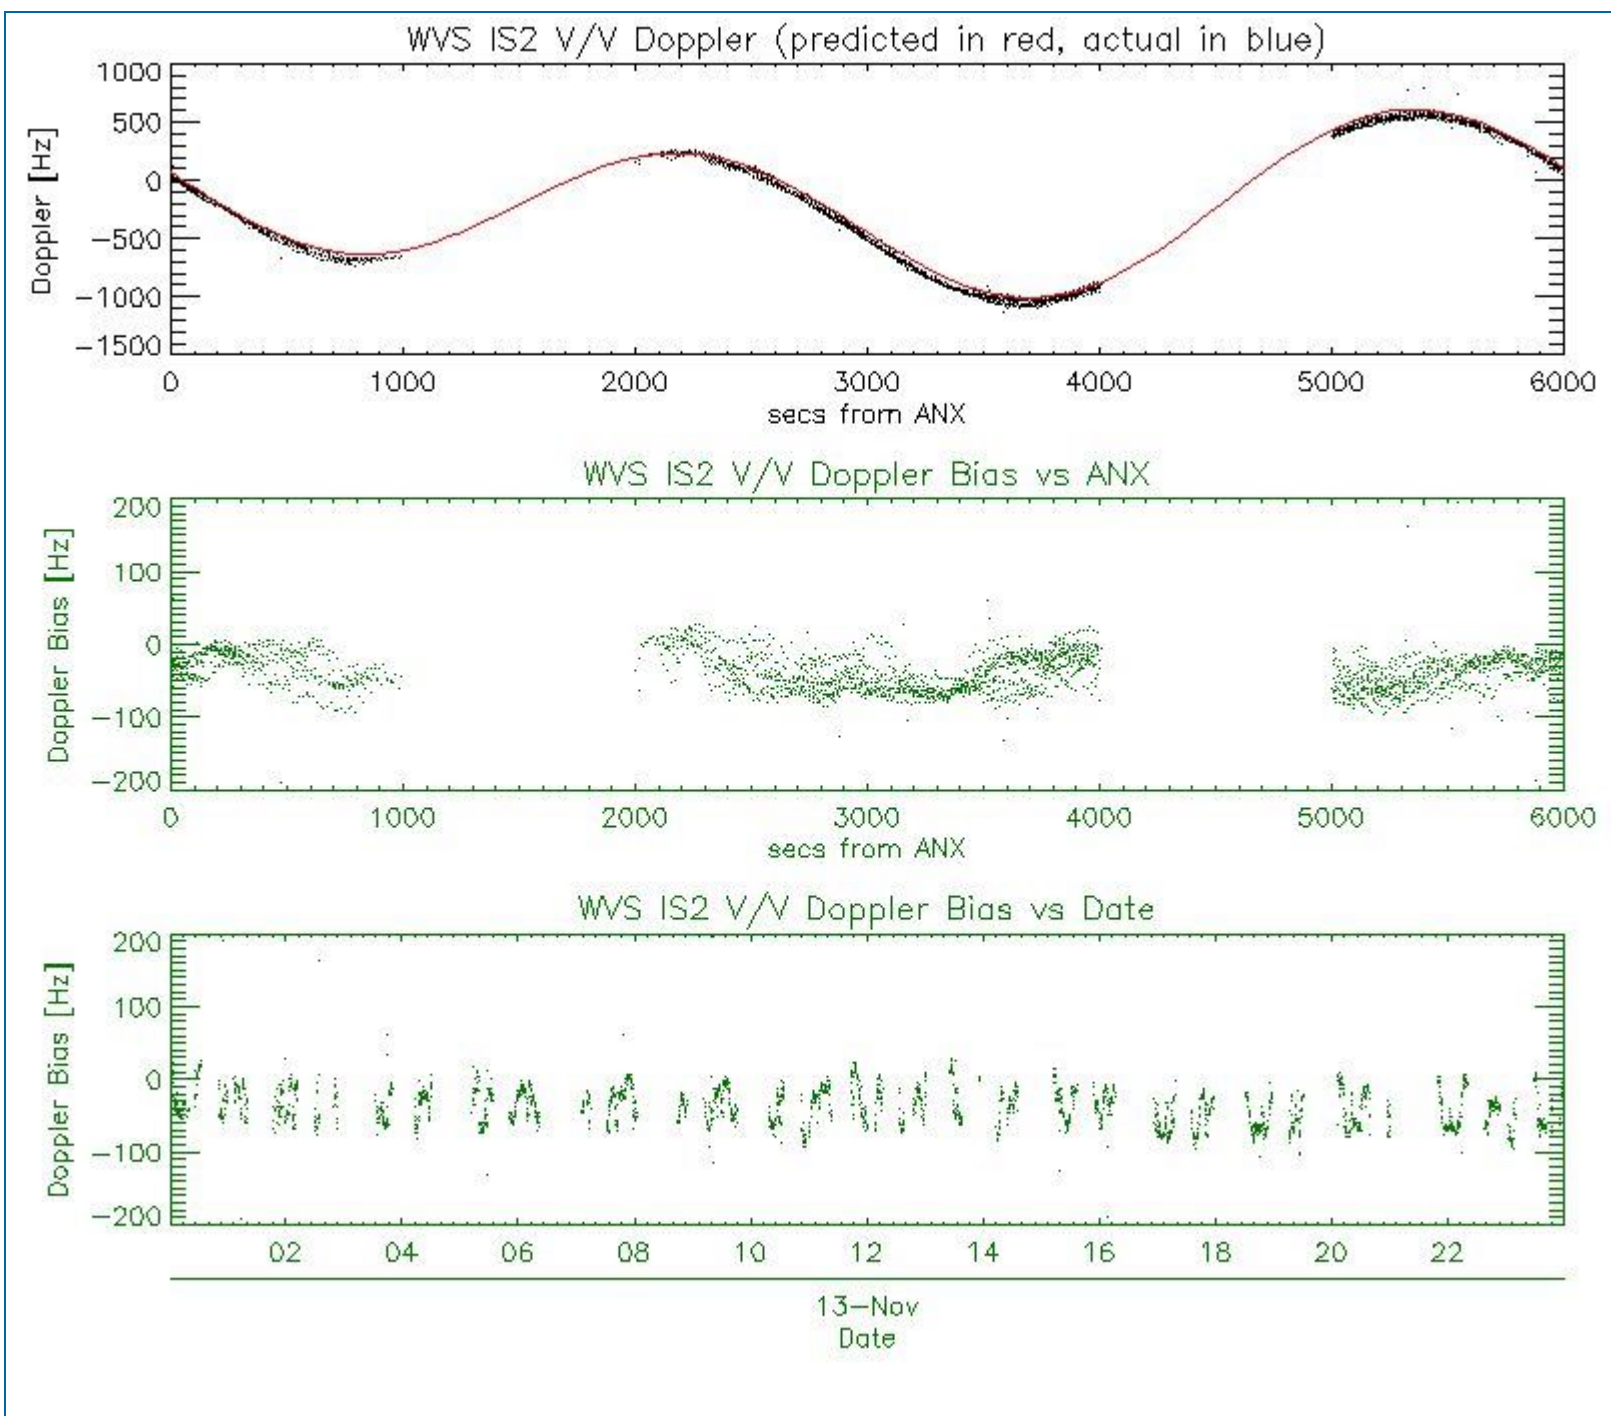 WVS IS2 V/V Doppler (predicted in red, actual in blue)
1000
500
0
−500
−1000
−1500
Doppler [Hz]
0 1000 2000 3000 4000 5000 6000
secs from ANX
WVS IS2 V/V Doppler Bias vs ANX
200
100
0
−100
−200
Doppler Bias [Hz]
0 1000 2000 3000 4000 5000 6000
secs from ANX
WVS IS2 V/V Doppler Bias vs Date
200
100
0
−100
−200
Doppler Bias [Hz]
02 04 06 08 10 12 14 16 18 20 22
13−Nov
Date